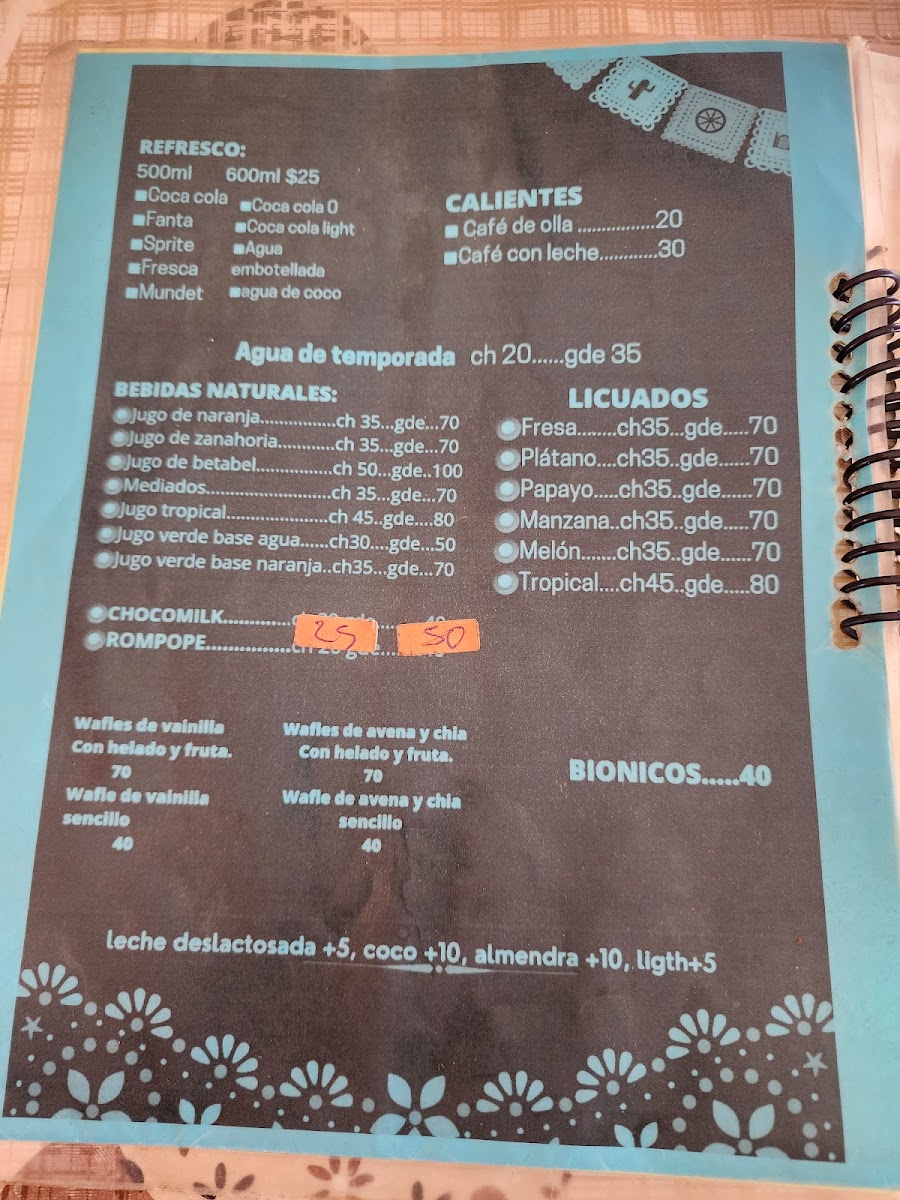 REFRESCO:
500ml 600ml $25
Coca cola
Fanta
Sprite
Fresca
Mundet
Coca cola 0
Coca cola light
Agua
embotellada
agua de coco
CALIENTES
Café de olla ................20
Café con leche............30
Agua de temporada ch 20......gde 35
BEBIDAS NATURALES:
Jugo de naranja.................ch 35...gde...70
Jugo de zanahoria.............ch 35...gde...70
Jugo de betabel.................ch 50...gde..100
Mediados............................ch 35...gde...70
Jugo tropical.......................ch 45..gde....80
Jugo verde base agua......ch30....gde...50
Jugo verde base naranja..ch35...gde...70
LICUADOS
Fresa........ch35...gde.....70
Plátano....ch35..gde......70
Papayo.....ch35..gde......70
Manzana..ch35..gde......70
Melón.......ch35..gde......70
Tropical....ch45..gde.....80
CHOCOMILK..............
ROMPOPE.................
25 50
Wafles de vainilla
Con helado y fruta.
70
Wafle de vainilla
sencillo
40
Wafles de avena y chia
Con helado y fruta.
70
Wafle de avena y chia
sencillo
40
BIONICOS.....40
leche deslactosada +5, coco +10, almendra +10, ligth+5